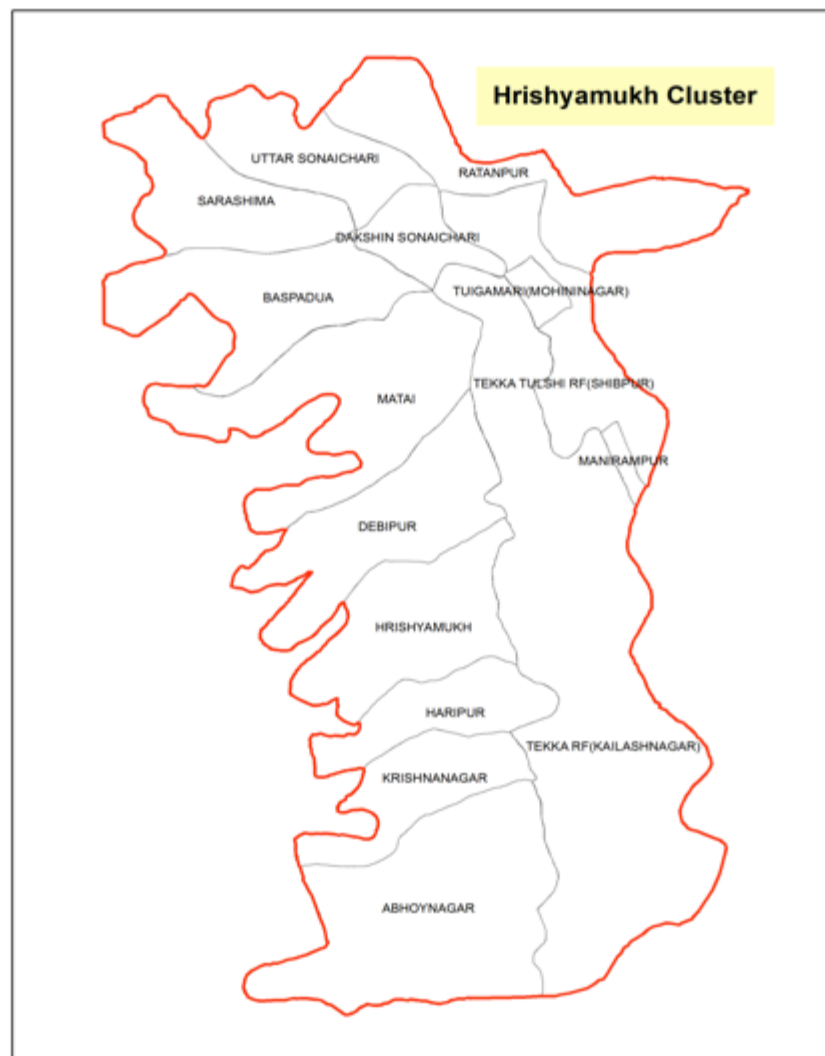 Hrishyamukh Cluster
UTTAR SONAICHARI
RATANPUR
SARASHIMA
DAKSHIN SONAICHARI
TUIGAMARI(MOHININAGAR)
BASPADUA
TEKKA TULSHI RF(SHIBPUR)
MATAI
MANIRAMPUR
DEBIPUR
HRISHYAMUKH
HARIPUR
TEKKA RF(KAILASHNAGAR)
KRISHNANAGAR
ABHOYNAGAR